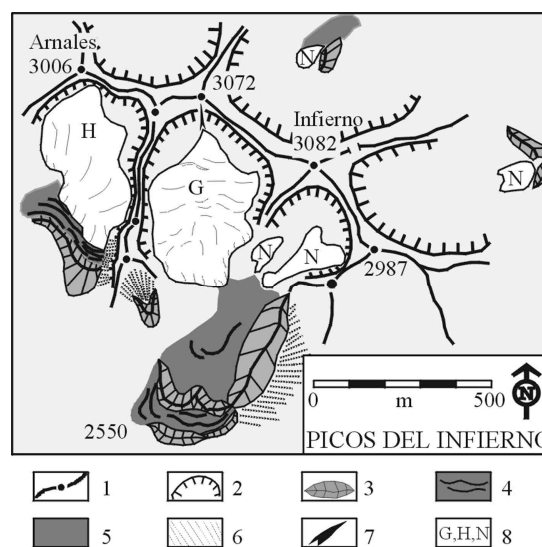 Arnales
3006
3072
N
H
Infierno
3082
G
N
N
N
2987
0 m 500
N
PICOS DEL INFIERNO
2550
1 2 3 4
5 6 7 G,H,N 8